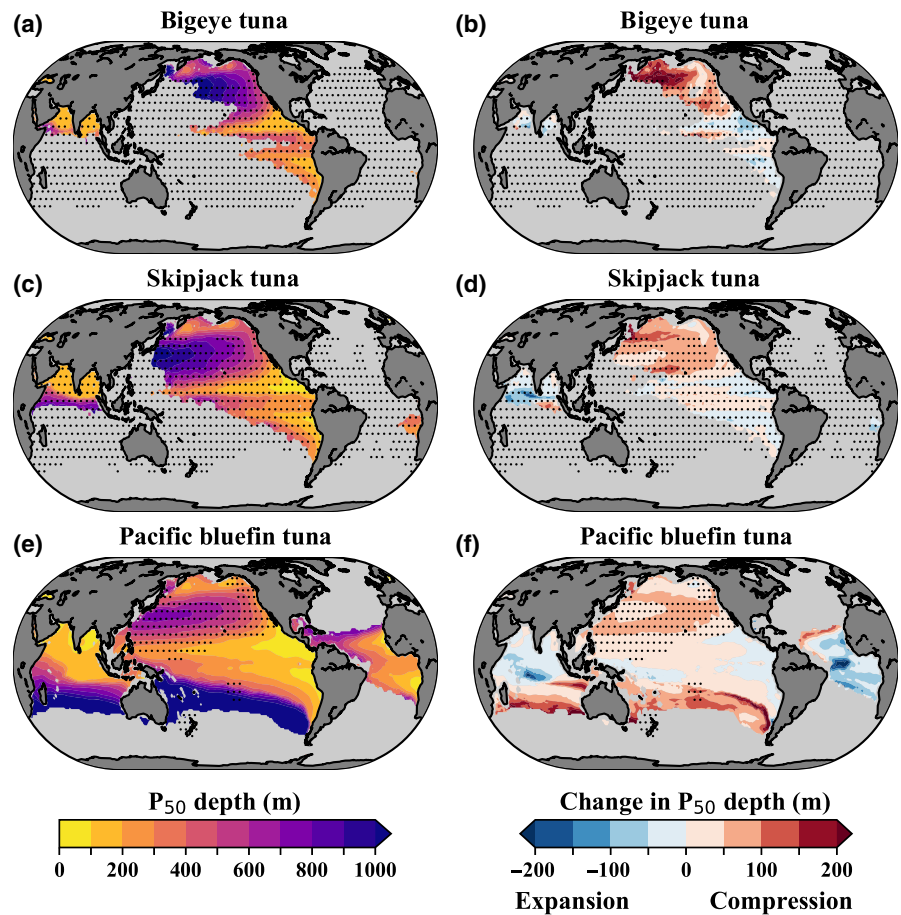 (a) Bigeye tuna
(b) Bigeye tuna
(c) Skipjack tuna
(d) Skipjack tuna
(e) Pacific bluefin tuna
(f) Pacific bluefin tuna
P₅₀ depth (m)
0 200 400 600 800 1000
Change in P₅₀ depth (m)
−200 −100 0 100 200
Expansion Compression